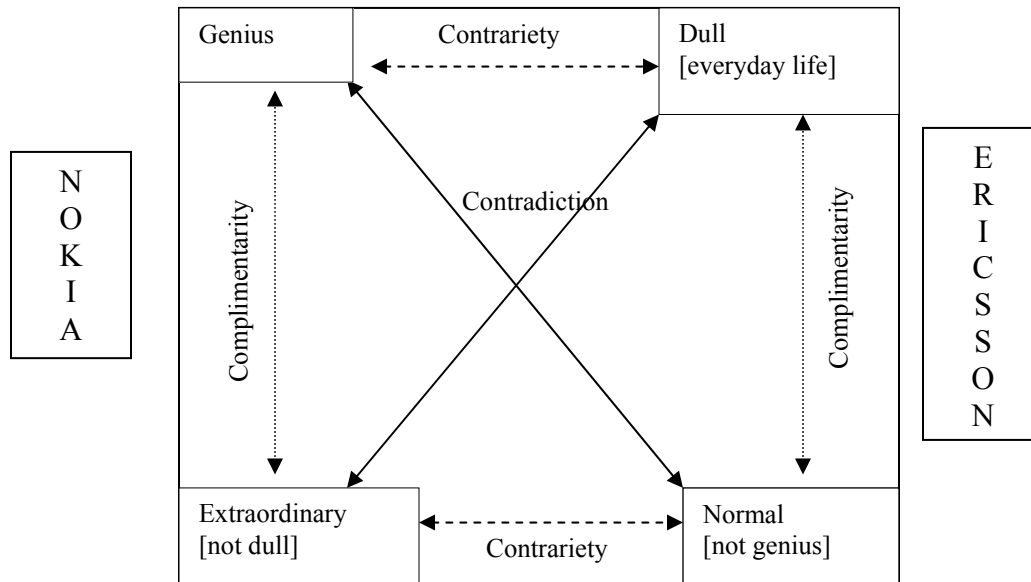 Genius
Contrariety
Dull
[everyday life]
N
O
K
I
A
Complimentarity
Contradiction
Complimentarity
E
R
I
C
S
S
O
N
Extraordinary
[not dull]
Contrariety
Normal
[not genius]